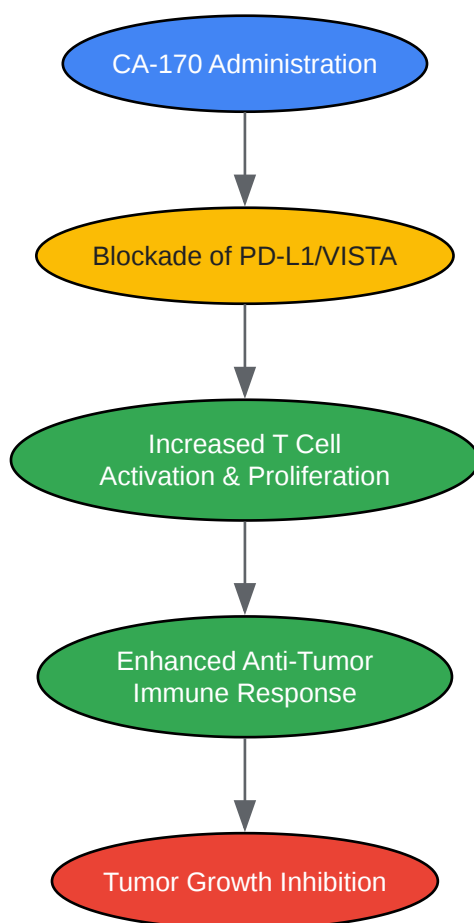 CA-170 Administration
Blockade of PD-L1/VISTA
Increased T Cell
Activation & Proliferation
Enhanced Anti-Tumor
Immune Response
Tumor Growth Inhibition